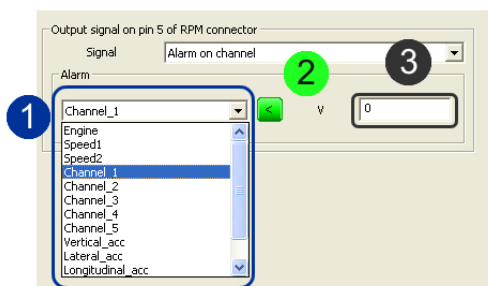 Output signal on pin 5 of RPM connector
Signal Alarm on channel
Alarm
1 2 3
Channel_1 < V 0
Engine
Speed1
Speed2
Channel_1
Channel_2
Channel_3
Channel_4
Channel_5
Vertical_acc
Lateral_acc
Longitudinal_acc